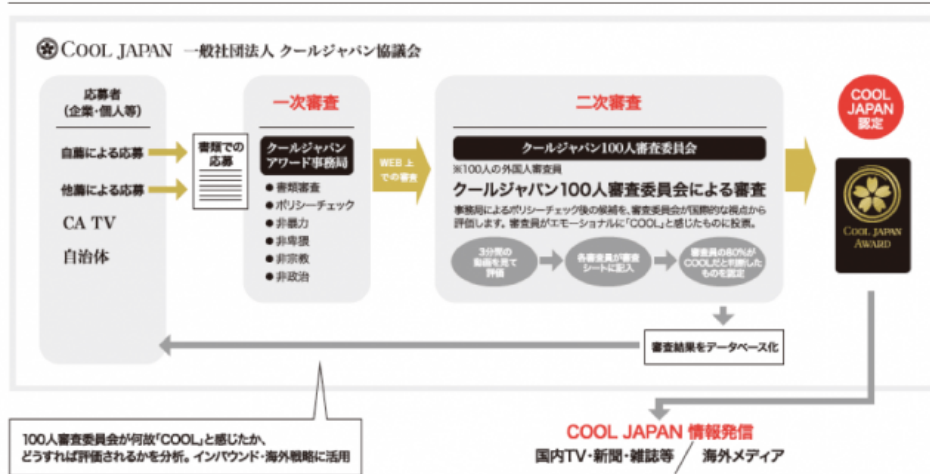 COOL JAPAN 一般社団法人 クールジャパン協議会
応募者
(企業・個人等)
自薦による応募
他薦による応募
CA TV
自治体
書類での
応募
一次審査
クールジャパン
アワード事務局
● 書類審査
● ポリシーチェック
● 非暴力
● 非卑猥
● 非宗教
● 非政治
WEB上
での審査
二次審査
クールジャパン100人審査委員会
※100人の外国人審査員
クールジャパン100人審査委員会による審査
事務局によるポリシーチェック後の候補を、審査委員会が国際的な視点から
評価します。審査員がエモーショナルに「COOL」と感じたものに投票。
3分間の
動画を見て
評価
各審査員が審査
シートに記入
審査員の80%が
COOLだと判断した
ものを認定
COOL
JAPAN
認定
COOL JAPAN
AWARD
審査結果をデータベース化
100人審査委員会が何故「COOL」と感じたか、
どうすれば評価されるかを分析。インバウンド・海外戦略に活用
COOL JAPAN 情報発信
国内TV・新聞・雑誌等 / 海外メディア